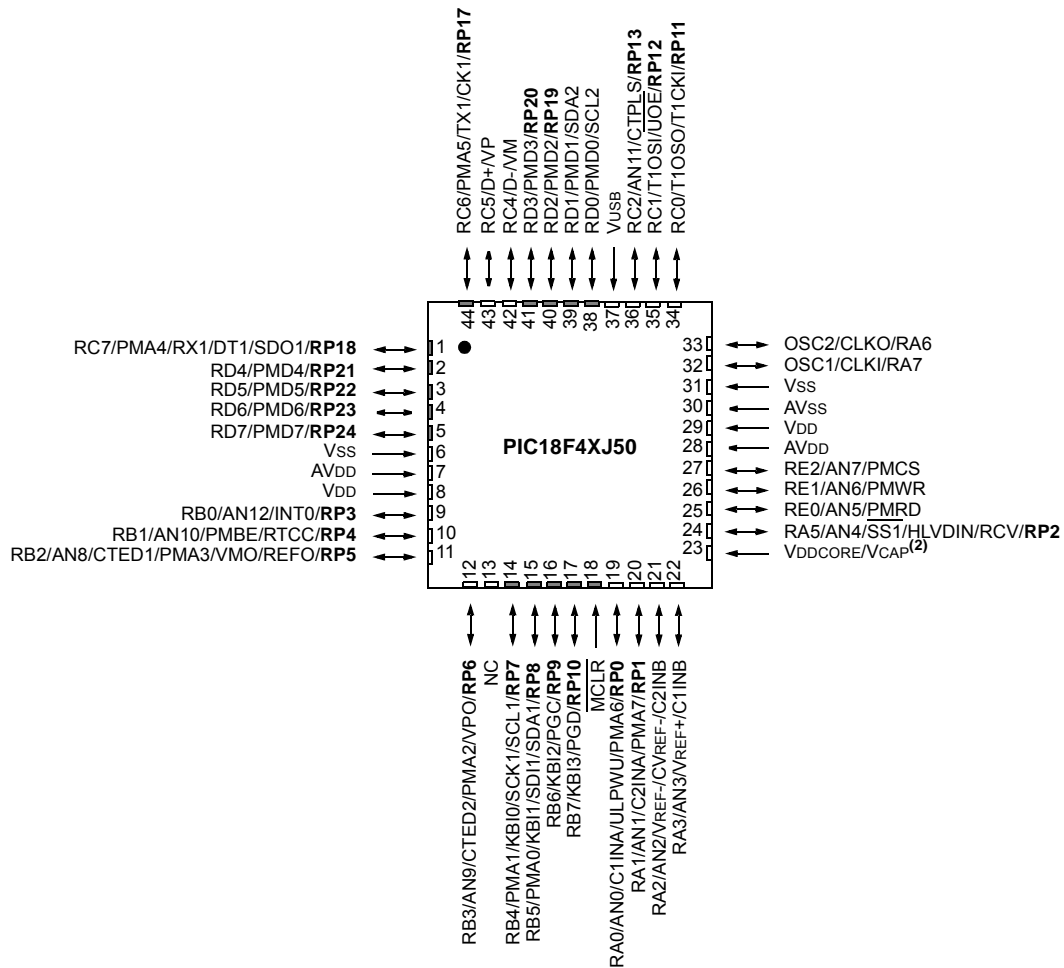 RC6/PMA5/TX1/CK1/RP17
RC5/D+/VP
RC4/D-/VM
RD3/PMD3/RP20
RD2/PMD2/RP19
RD1/PMD1/SDA2
RD0/PMD0/SCL2
VUSB
RC2/AN11/CTPLS/RP13
RC1/T1OSI/UOE/RP12
RC0/T1OSO/T1CKI/RP11
44
43
42
41
40
39
38
37
36
35
34
RC7/PMA4/RX1/DT1/SDO1/RP18 1
RD4/PMD4/RP21 2
RD5/PMD5/RP22 3
RD6/PMD6/RP23 4
RD7/PMD7/RP24 5
VSS 6
AVDD 7
VDD 8
RB0/AN12/INT0/RP3 9
RB1/AN10/PMBE/RTCC/RP4 10
RB2/AN8/CTED1/PMA3/VMO/REFO/RP5 11
PIC18F4XJ50
33 OSC2/CLKO/RA6
32 OSC1/CLKI/RA7
31 VSS
30 AVSS
29 VDD
28 AVDD
27 RE2/AN7/PMCS
26 RE1/AN6/PMWR
25 RE0/AN5/PMRD
24 RA5/AN4/SS1/HLVDIN/RCV/RP2
23 VDDCORE/VCAP(2)
12
13
14
15
16
17
18
19
20
21
22
RB3/AN9/CTED2/PMA2/VPO/RP6
NC
RB4/PMA1/KBI0/SCK1/SCL1/RP7
RB5/PMA0/KBI1/SDI1/SDA1/RP8
RB6/KBI2/PGC/RP9
RB7/KBI3/PGD/RP10
MCLR
RA0/AN0/C1INA/ULPWU/PMA6/RP0
RA1/AN1/C2INA/PMA7/RP1
RA2/AN2/VREF-/CVREF-/C2INB
RA3/AN3/VREF+/C1INB